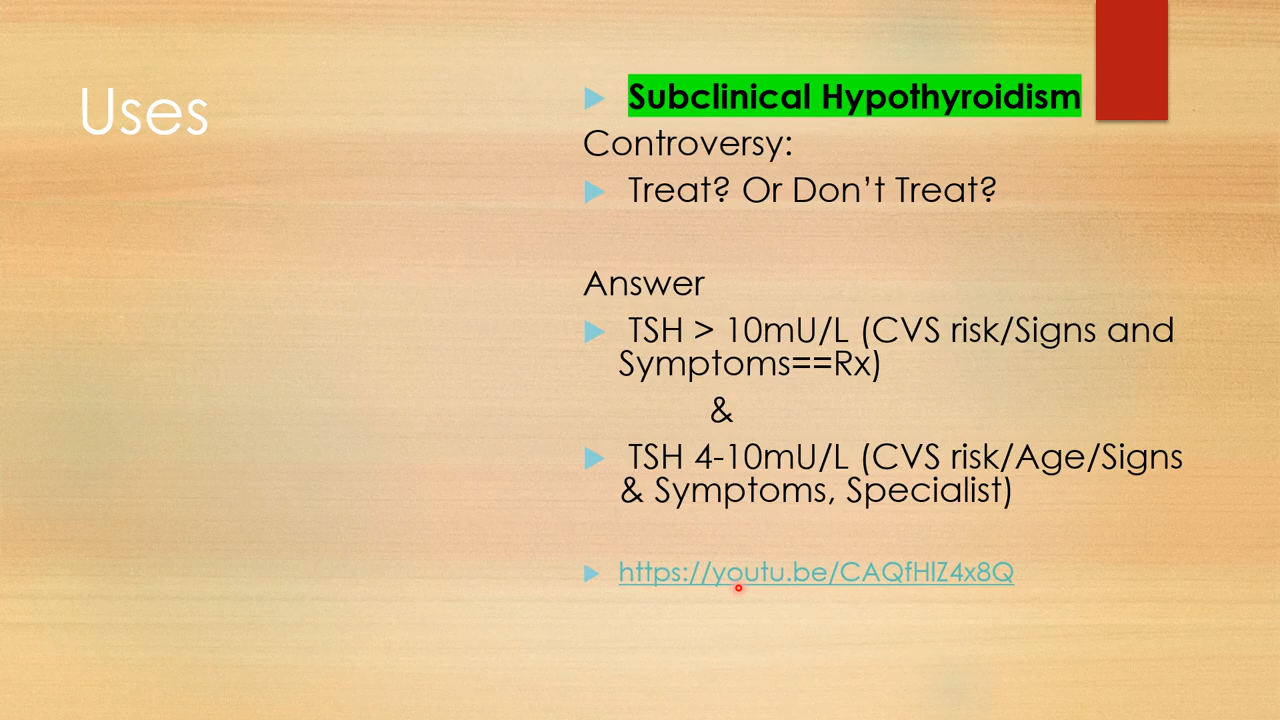 Uses
Subclinical Hypothyroidism
Controversy:
Treat? Or Don’t Treat?
Answer
TSH > 10mU/L (CVS risk/Signs and
Symptoms==Rx)
&
TSH 4-10mU/L (CVS risk/Age/Signs
& Symptoms, Specialist)
https://youtu.be/CAQfHlZ4x8Q